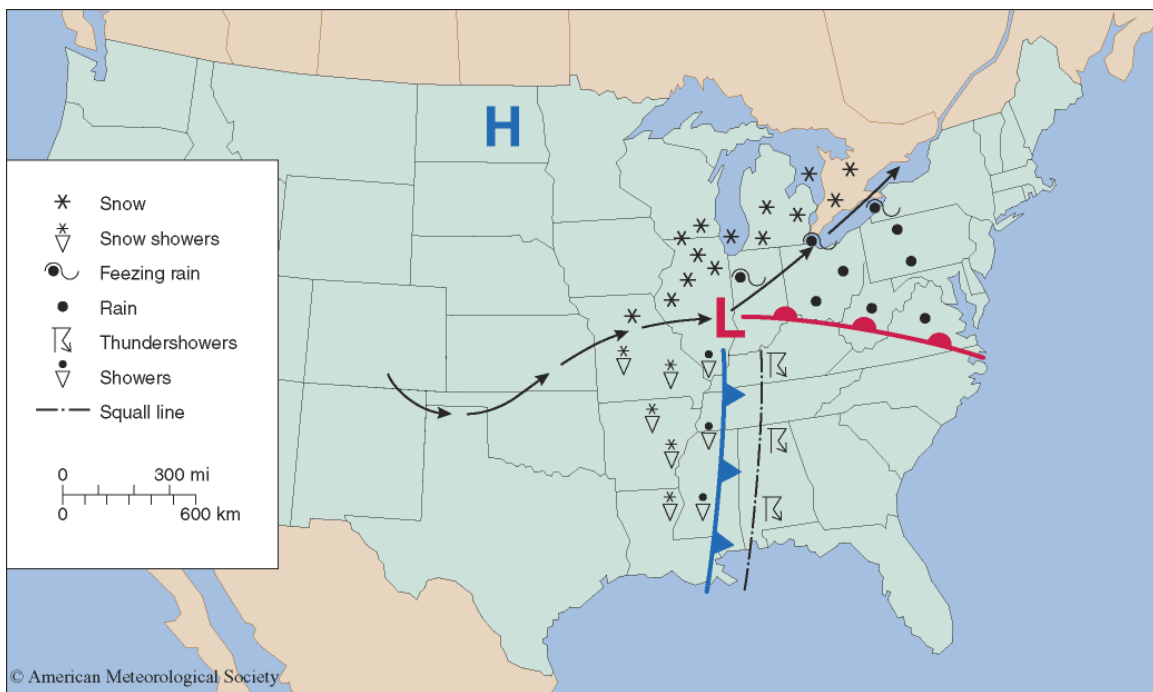 H
Snow
Snow showers
Feezing rain
Rain
Thundershowers
Showers
Squall line
L
0 300 mi
0 600 km
© American Meteorological Society